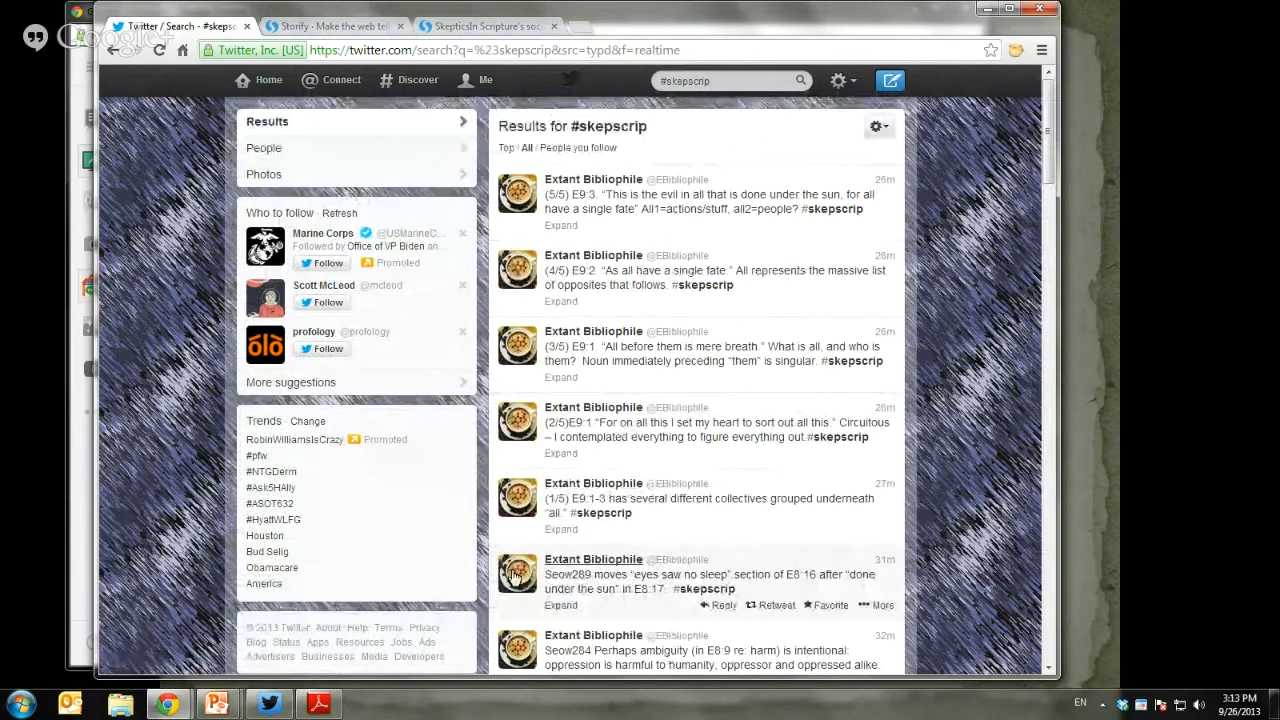 Twitter / Search - #skepsc
Storify · Make the web tel
SkepticsIn Scripture's soc
Google+
Twitter, Inc. [US]
https://twitter.com/search?q=%23skepscrip&src=typd&f=realtime
Home
Connect
Discover
Me
#skepscrip
Results
People
Photos
Who to follow · Refresh
Marine Corps @USMarineC...
Followed by Office of VP Biden an...
Follow
Promoted
Scott McLeod @mcleod
Follow
profology @profology
Follow
More suggestions
Trends · Change
RobinWilliamsIsCrazy Promoted
#pfw
#NTGDerm
#Ask5HAlly
#ASOT632
#HyattWLFG
Houston
Bud Selig
Obamacare
America
© 2013 Twitter About Help Terms Privacy
Blog Status Apps Resources Jobs Ads
Advertisers Businesses Media Developers
Results for #skepscrip
Top / All / People you follow
Extant Bibliophile @EBibliophile 26m
(5/5) E9:3. “This is the evil in all that is done under the sun, for all
have a single fate” All1=actions/stuff, all2=people? #skepscrip
Expand
Extant Bibliophile @EBibliophile 26m
(4/5) E9:2 “As all have a single fate.” All represents the massive list
of opposites that follows. #skepscrip
Expand
Extant Bibliophile @EBibliophile 26m
(3/5) E9:1. “All before them is mere breath.” What is all, and who is
them? Noun immediately preceding “them” is singular. #skepscrip
Expand
Extant Bibliophile @EBibliophile 26m
(2/5)E9:1 “For on all this I set my heart to sort out all this.” Circuitous
– I contemplated everything to figure everything out.#skepscrip
Expand
Extant Bibliophile @EBibliophile 27m
(1/5) E9:1-3 has several different collectives grouped underneath
“all.” #skepscrip
Expand
Extant Bibliophile @EBibliophile 31m
Seow289 moves “eyes saw no sleep” section of E8:16 after “done
under the sun” in E8:17. #skepscrip
Expand
Reply Retweet Favorite More
Extant Bibliophile @EBibliophile 32m
Seow284 Perhaps ambiguity (in E8:9 re: harm) is intentional:
oppression is harmful to humanity, oppressor and oppressed alike.
EN
3:13 PM
9/26/2013